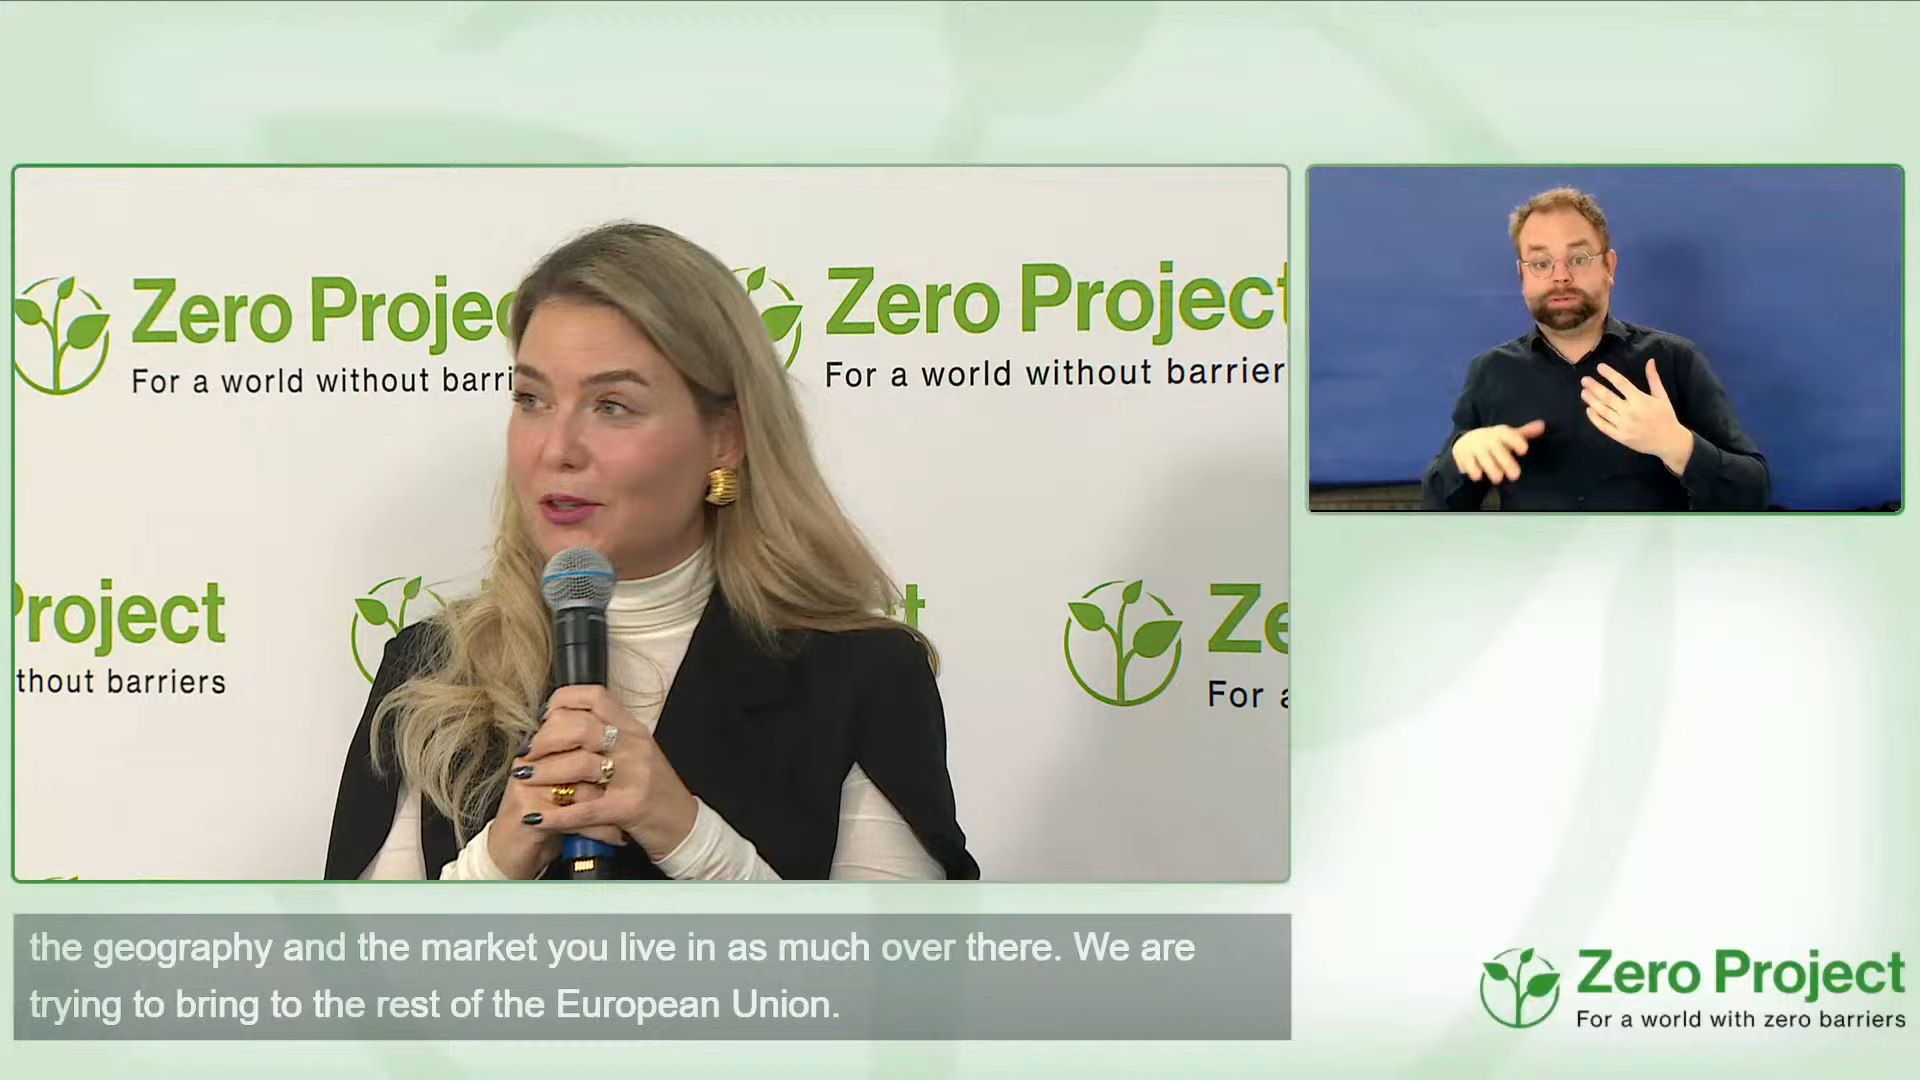 Zero Projec
For a world without barri
Zero Project
For a world without barrier
Project
thout barriers
Ze
For a
the geography and the market you live in as much over there. We are
trying to bring to the rest of the European Union.
Zero Project
For a world with zero barriers